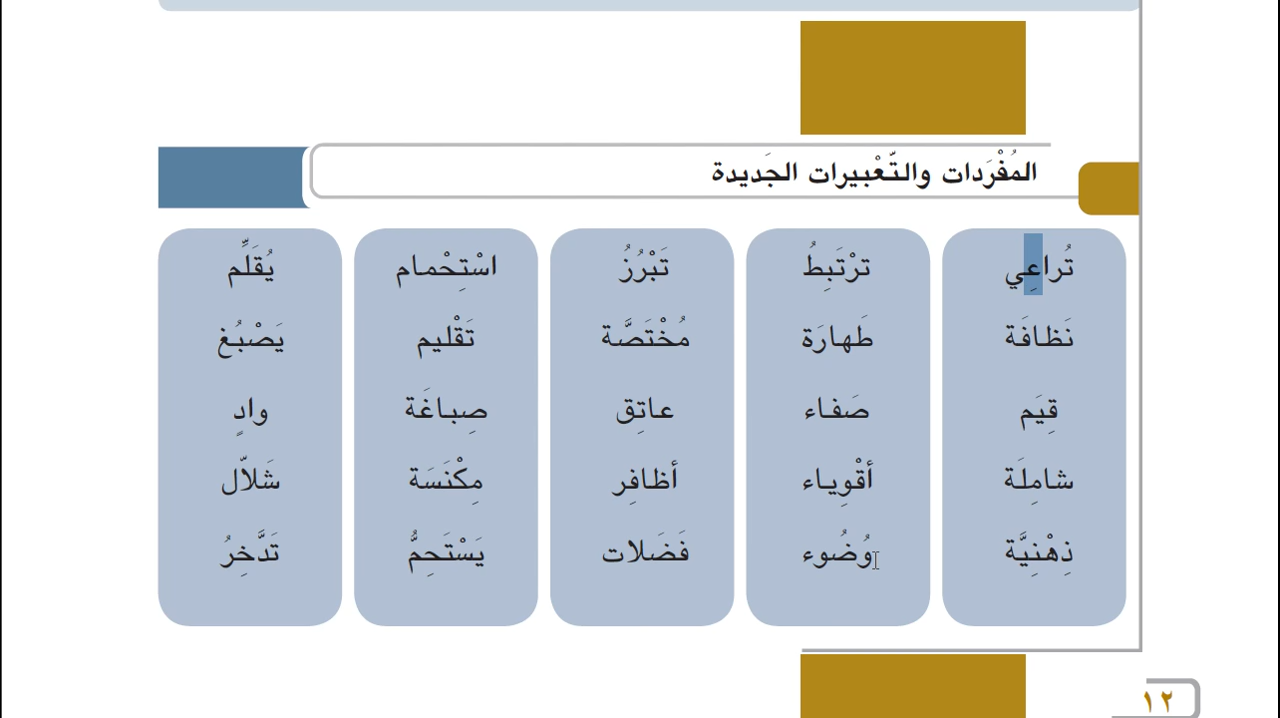 المُفْرَدات والتَّعْبيرات الجَديدة
تُراعِي
نَظافَة
قِيَم
شامِلَة
ذِهْنِيَّة
ترْتَبِطُ
طَهارَة
صَفاء
أقْوِياء
وُضُوء
تَبْرُزُ
مُخْتَصَّة
عاتِق
أظافِر
فَضَلات
اسْتِحْمام
تَقْليم
صِباغَة
مِكْنَسَة
يَسْتَحِمُّ
يُقَلِّم
يَصْبُغ
وادٍ
شَلاّل
تَدَّخِرُ
١٢